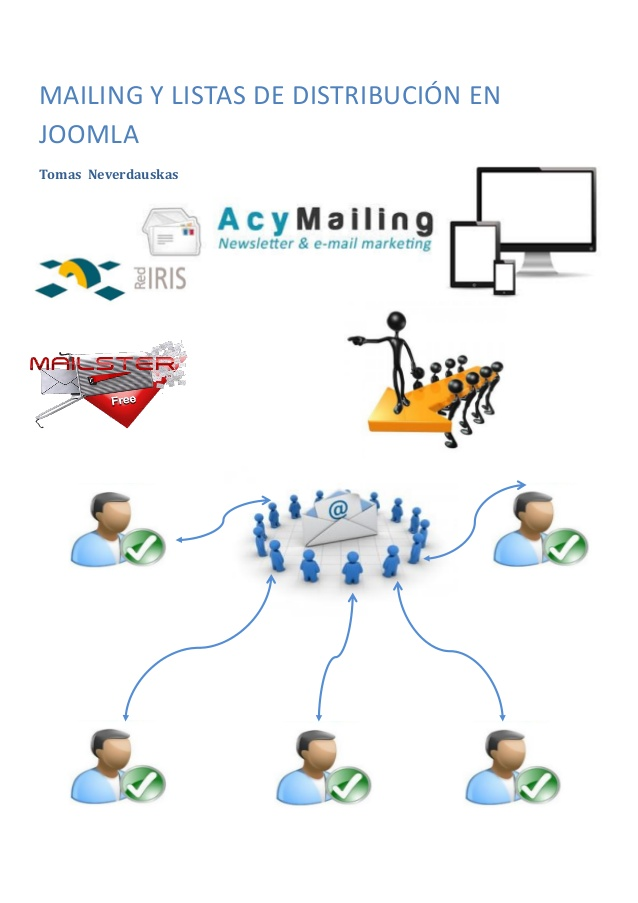 MAILING Y LISTAS DE DISTRIBUCIÓN EN
JOOMLA
Tomas Neverdauskas
AcyMailing
Newsletter & e-mail marketing
RedIRIS
MAILSTER
Free
@